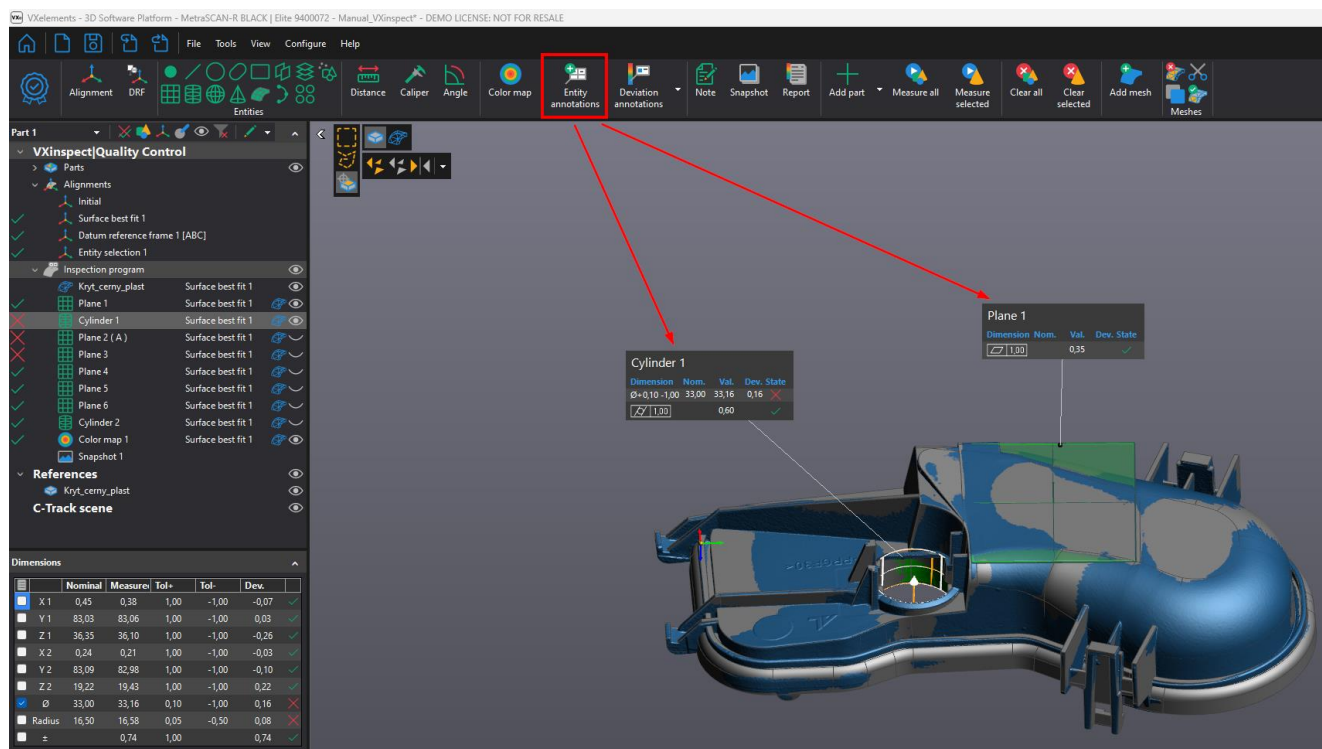 VXelements - 3D Software Platform - MetraSCAN-R BLACK | Elite 9400072 - Manual_VXinspect* - DEMO LICENSE: NOT FOR RESALE
File Tools View Configure Help
Alignment DRF Entities Distance Caliper Angle Color map Entity annotations Deviation annotations Note Snapshot Report Add part Measure all Measure selected Clear all Clear selected Add mesh Meshes
Part 1
VXinspect|Quality Control
Parts
Alignments
Initial
Surface best fit 1
Datum reference frame 1 [ABC]
Entity selection 1
Inspection program
Kryt_cerny_plast Surface best fit 1
Plane 1 Surface best fit 1
Cylinder 1 Surface best fit 1
Plane 2 ( A ) Surface best fit 1
Plane 3 Surface best fit 1
Plane 4 Surface best fit 1
Plane 5 Surface best fit 1
Plane 6 Surface best fit 1
Cylinder 2 Surface best fit 1
Color map 1 Surface best fit 1
Snapshot 1
References
Kryt_cerny_plast
C-Track scene
Plane 1
Dimension Nom. Val. Dev. State
1,00 0,35
Cylinder 1
Dimension Nom. Val. Dev. State
Ø+0,10 -1,00 33,00 33,16 0,16
1,00 0,60
Dimensions
Nominal Measure Tol+ Tol- Dev.
X 1 0,45 0,38 1,00 -1,00 -0,07
Y 1 83,03 83,06 1,00 -1,00 0,03
Z 1 36,35 36,10 1,00 -1,00 -0,26
X 2 0,24 0,21 1,00 -1,00 -0,03
Y 2 83,09 82,98 1,00 -1,00 -0,10
Z 2 19,22 19,43 1,00 -1,00 0,22
Ø 33,00 33,16 0,10 -1,00 0,16
Radius 16,50 16,58 0,05 -0,50 0,08
± 0,74 1,00 0,74